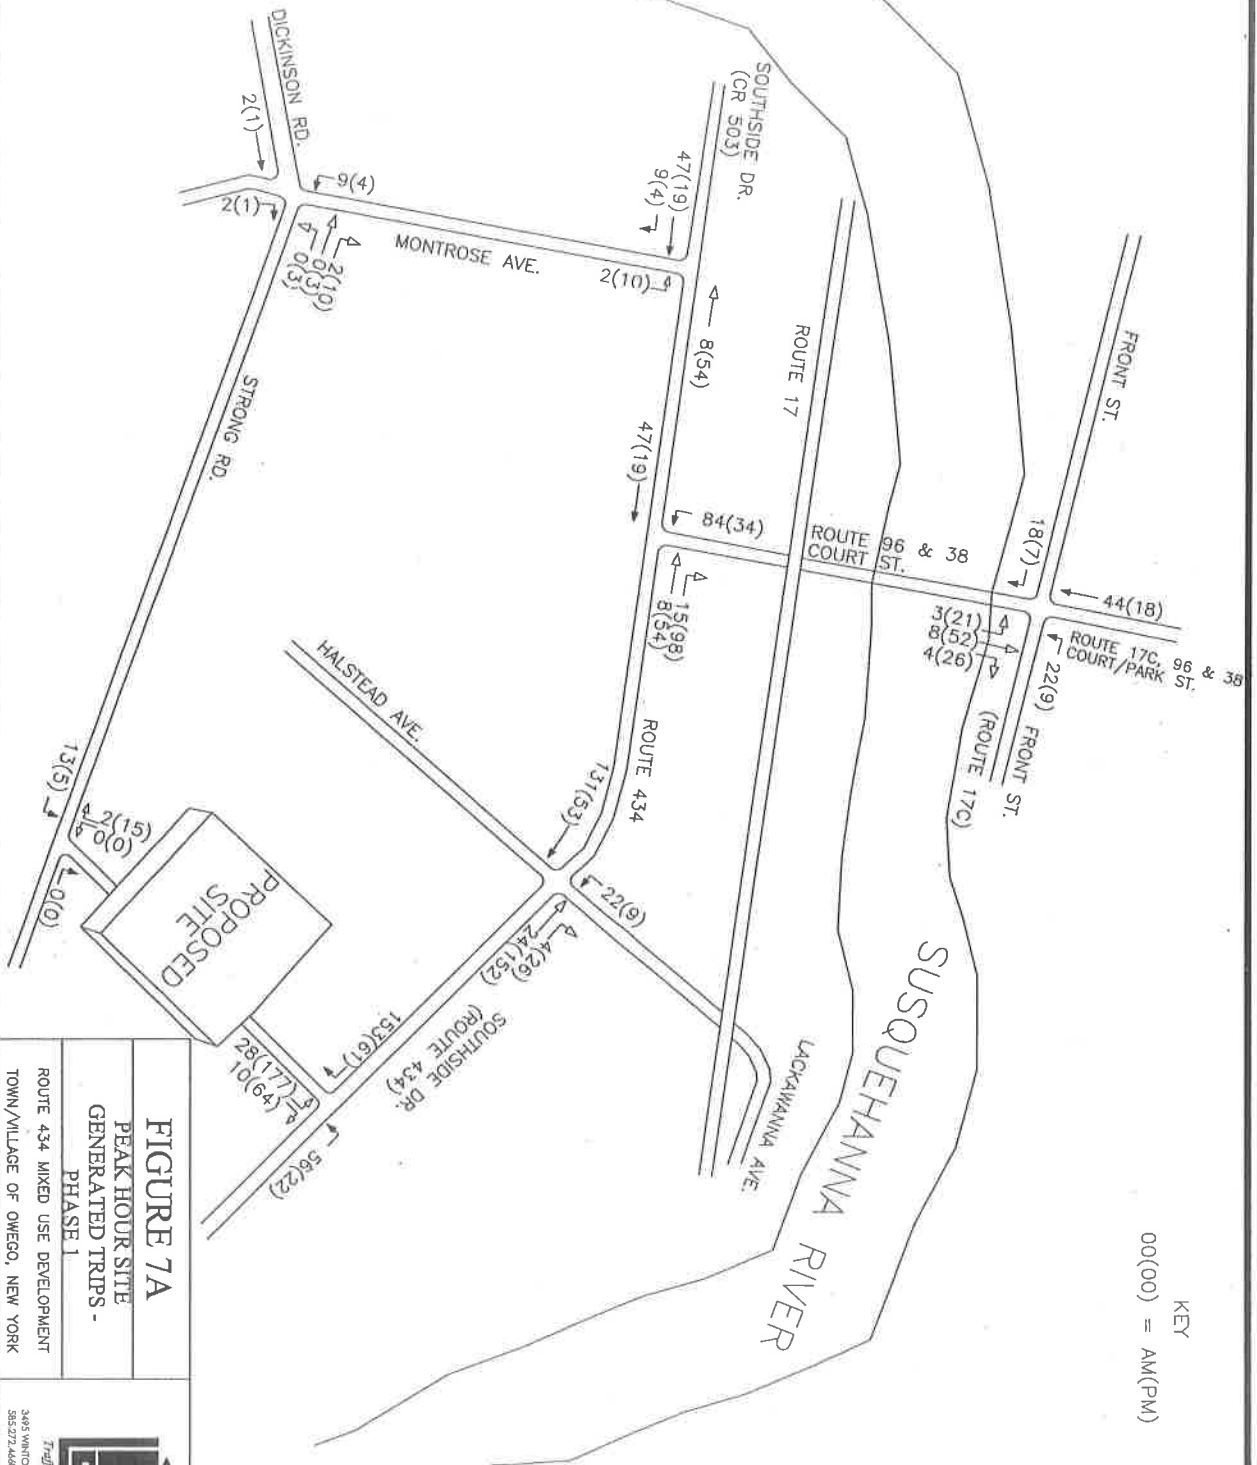 KEY
00(00) = AM(PM)
FRONT ST.
18(7)
44(18)
ROUTE 17C, 96 & 38
COURT/PARK ST.
22(9)
FRONT ST.
(ROUTE 17C)
3(21)
8(52)
4(26)
ROUTE 96 & 38
COURT ST.
84(34)
SUSQUEHANNA RIVER
ROUTE 17
SOUTHSIDE DR.
(CR 503)
47(19)
9(4)
8(54)
2(10)
47(19)
15(98)
8(54)
ROUTE 434
MONTROSE AVE.
9(4)
DICKINSON RD.
2(1)
2(1)
2(10)
0(3)
0(3)
STRONG RD.
HALSTEAD AVE.
131(53)
22(9)
LACKAWANNA AVE.
4(26)
24(152)
SOUTHSIDE DR.
(ROUTE 434)
153(61)
28(177)
10(64)
56(22)
PROPOSED
SITE
13(5)
2(15)
0(0)
0(0)
FIGURE 7A
PEAK HOUR SITE
GENERATED TRIPS -
PHASE 1
ROUTE 434 MIXED USE DEVELOPMENT
TOWN/VILLAGE OF OWEGO, NEW YORK